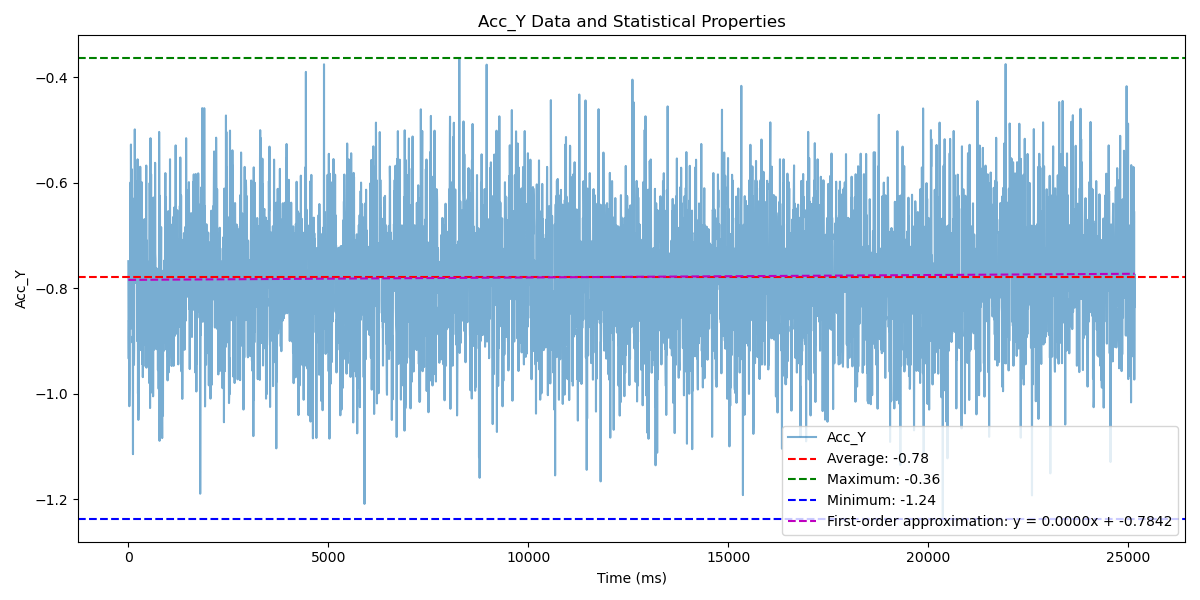 Acc_Y Data and Statistical Properties
Acc_Y
−0.4
−0.6
−0.8
−1.0
−1.2
Acc_Y
Average: -0.78
Maximum: -0.36
Minimum: -1.24
First-order approximation: y = 0.0000x + -0.7842
0 5000 10000 15000 20000 25000
Time (ms)